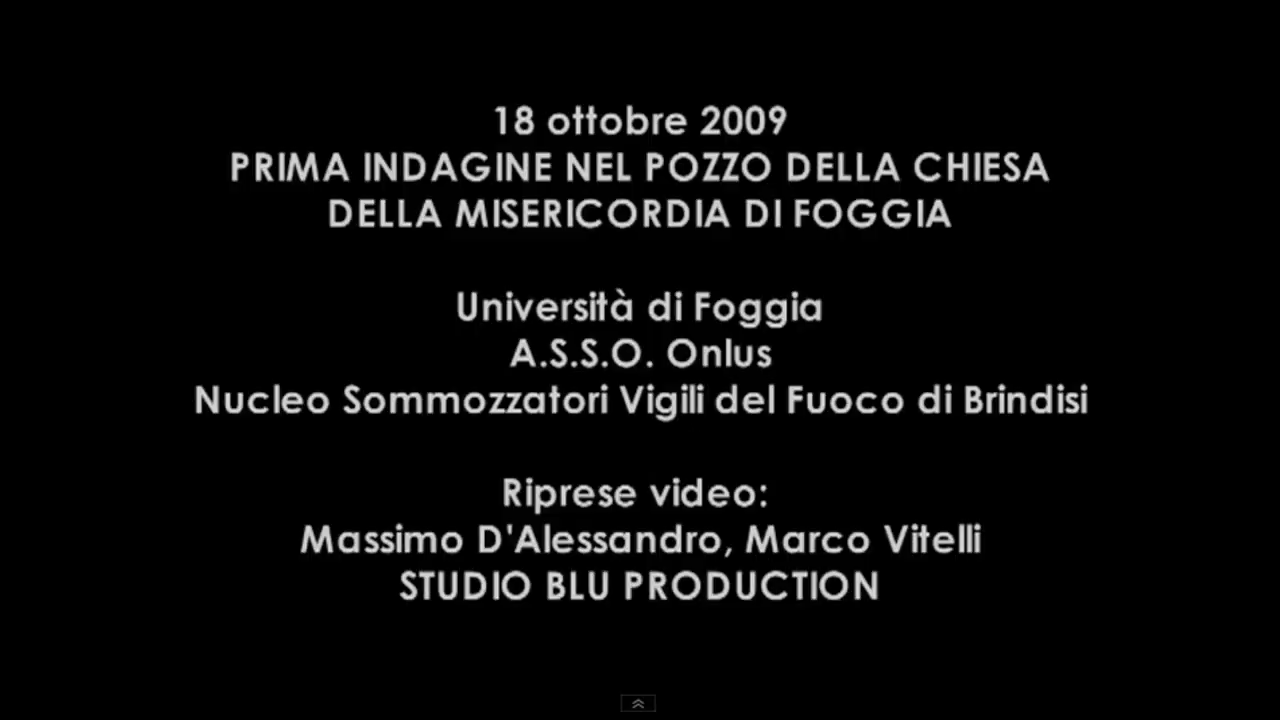 18 ottobre 2009
PRIMA INDAGINE NEL POZZO DELLA CHIESA
DELLA MISERICORDIA DI FOGGIA
Università di Foggia
A.S.S.O. Onlus
Nucleo Sommozzatori Vigili del Fuoco di Brindisi
Riprese video:
Massimo D'Alessandro, Marco Vitelli
STUDIO BLU PRODUCTION